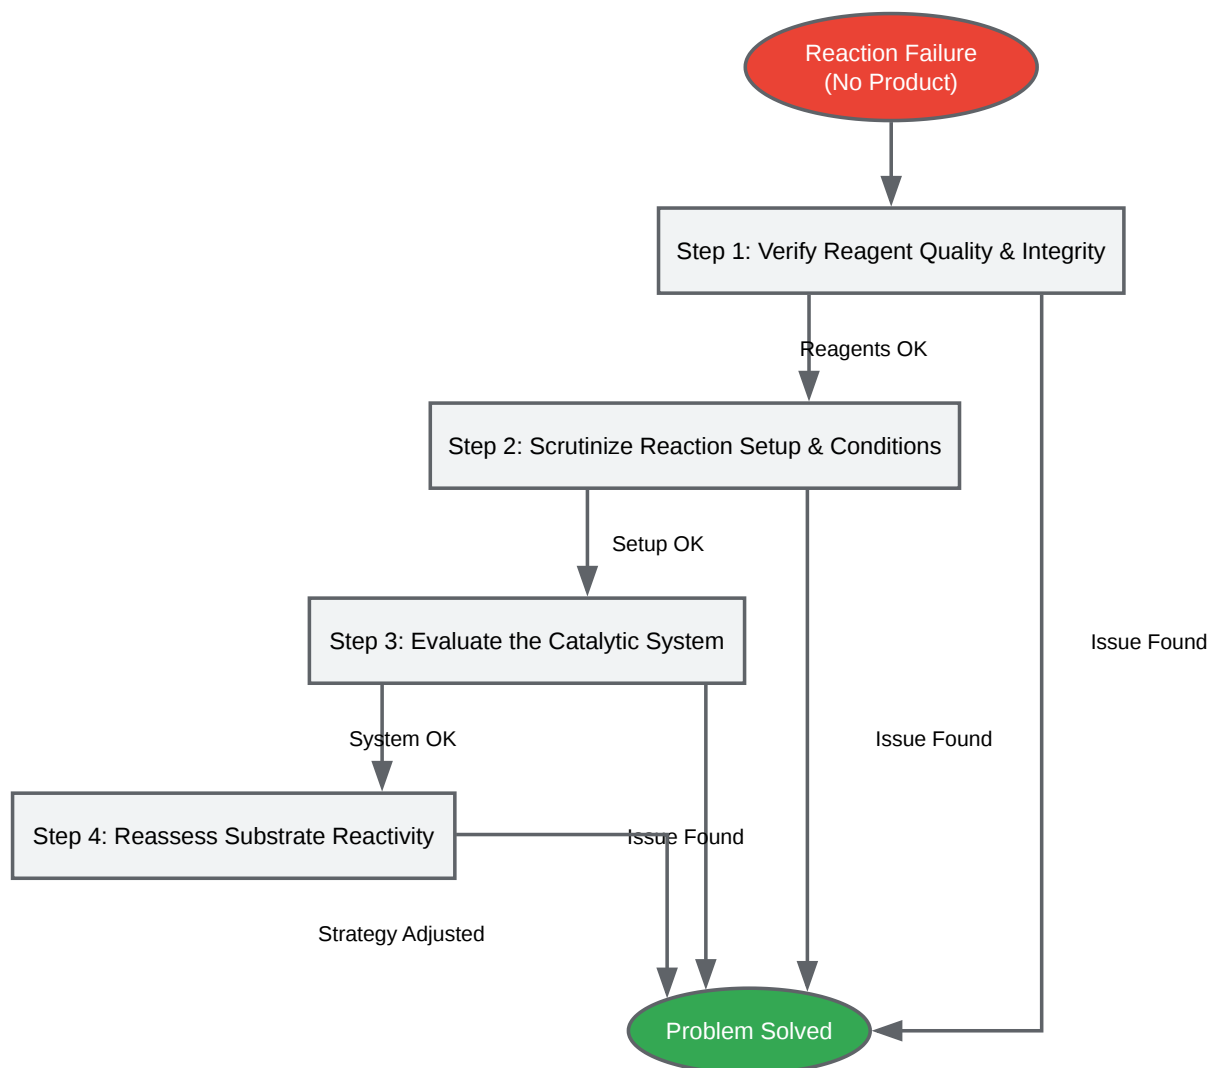 Reaction Failure
(No Product)
Step 1: Verify Reagent Quality & Integrity
Reagents OK
Step 2: Scrutinize Reaction Setup & Conditions
Setup OK
Step 3: Evaluate the Catalytic System
Issue Found
System OK
Issue Found
Step 4: Reassess Substrate Reactivity
Issue Found
Strategy Adjusted
Problem Solved